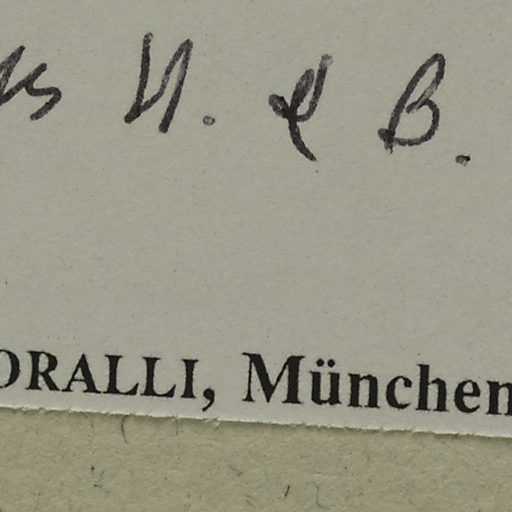 H. & B.
ORALLI, München